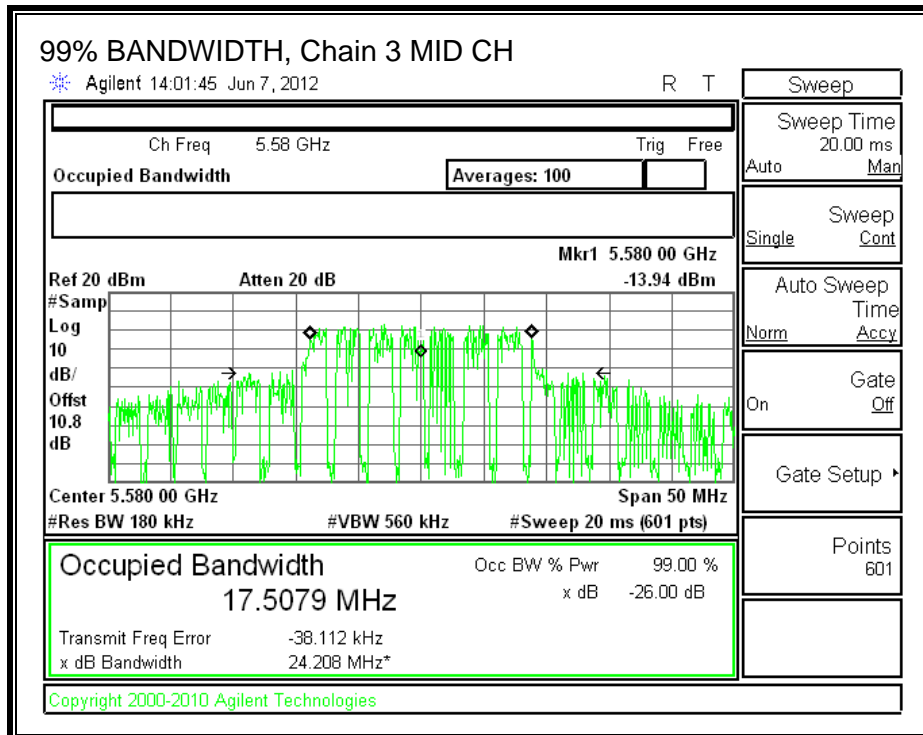 99% BANDWIDTH, Chain 3 MID CH
Agilent 14:01:45 Jun 7, 2012 R T
Ch Freq 5.58 GHz Trig Free
Occupied Bandwidth Averages: 100
Mkr1 5.580 00 GHz
Ref 20 dBm Atten 20 dB -13.94 dBm
#Samp
Log
10
dB/
Offst
10.8
dB
Center 5.580 00 GHz Span 50 MHz
#Res BW 180 kHz #VBW 560 kHz #Sweep 20 ms (601 pts)
Occupied Bandwidth Occ BW % Pwr 99.00 %
17.5079 MHz x dB -26.00 dB
Transmit Freq Error -38.112 kHz
x dB Bandwidth 24.208 MHz*
Copyright 2000-2010 Agilent Technologies
Sweep
Sweep Time
20.00 ms
Auto Man
Sweep
Single Cont
Auto Sweep
Time
Norm Accy
Gate
On Off
Gate Setup
Points
601